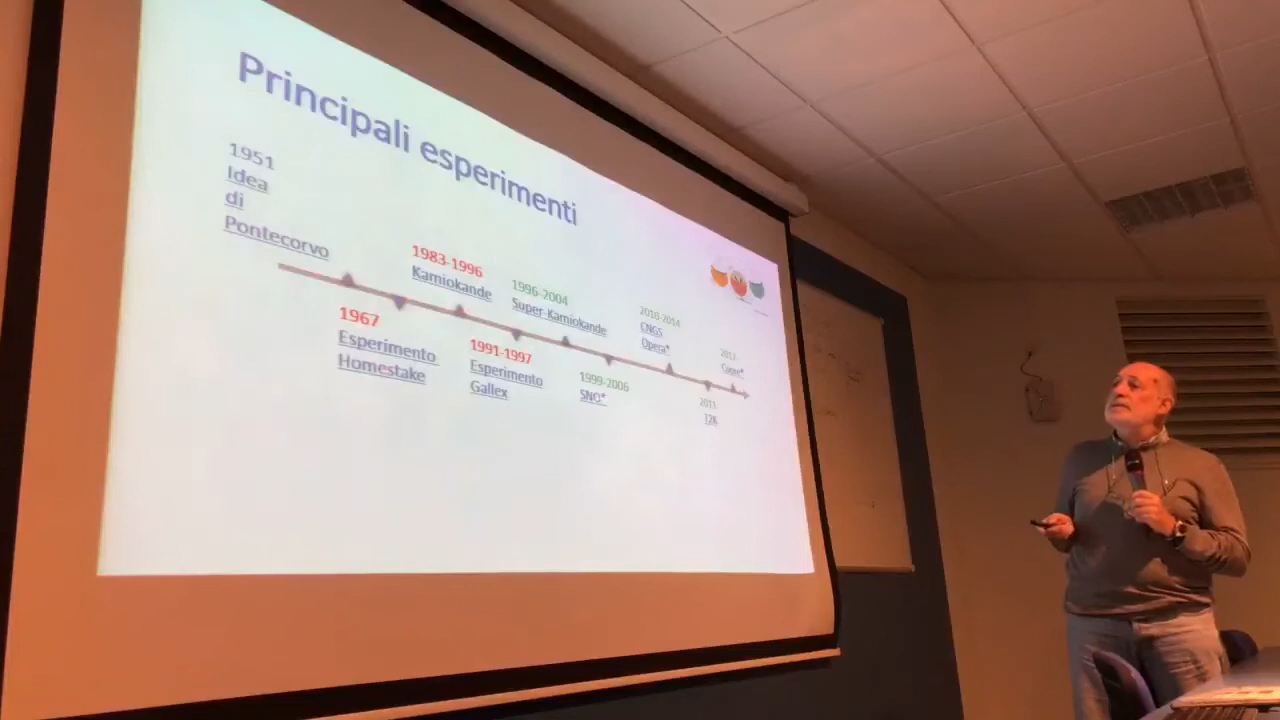 Principali esperimenti
1951
Idea
di
Pontecorvo
1967
Esperimento
Homestake
1983-1996
Kamiokande
1991-1997
Esperimento
Gallex
1996-2004
Super-Kamiokande
1999-2006
SNO*
2010-2014
CNGS
Opera*
T2K
Cuore*